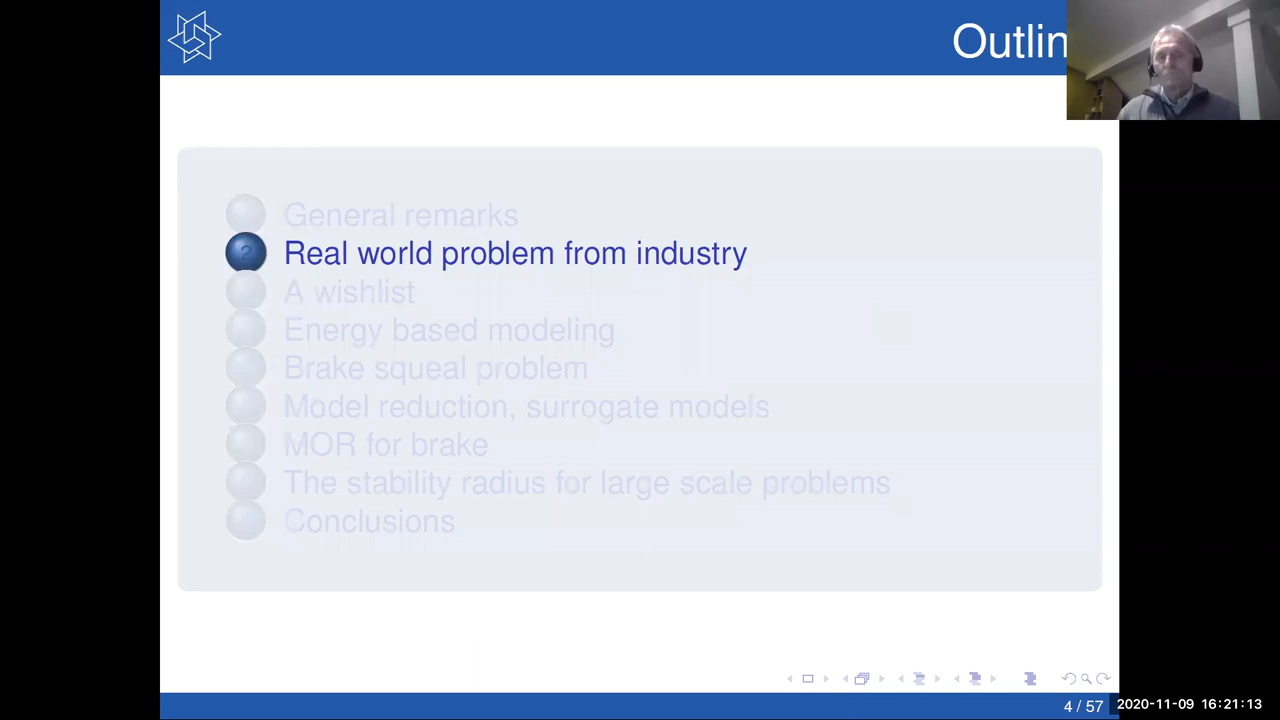 Outlin
General remarks
2 Real world problem from industry
A wishlist
Energy based modeling
Brake squeal problem
Model reduction, surrogate models
MOR for brake
The stability radius for large scale problems
Conclusions
4 / 57
2020-11-09 16:21:13